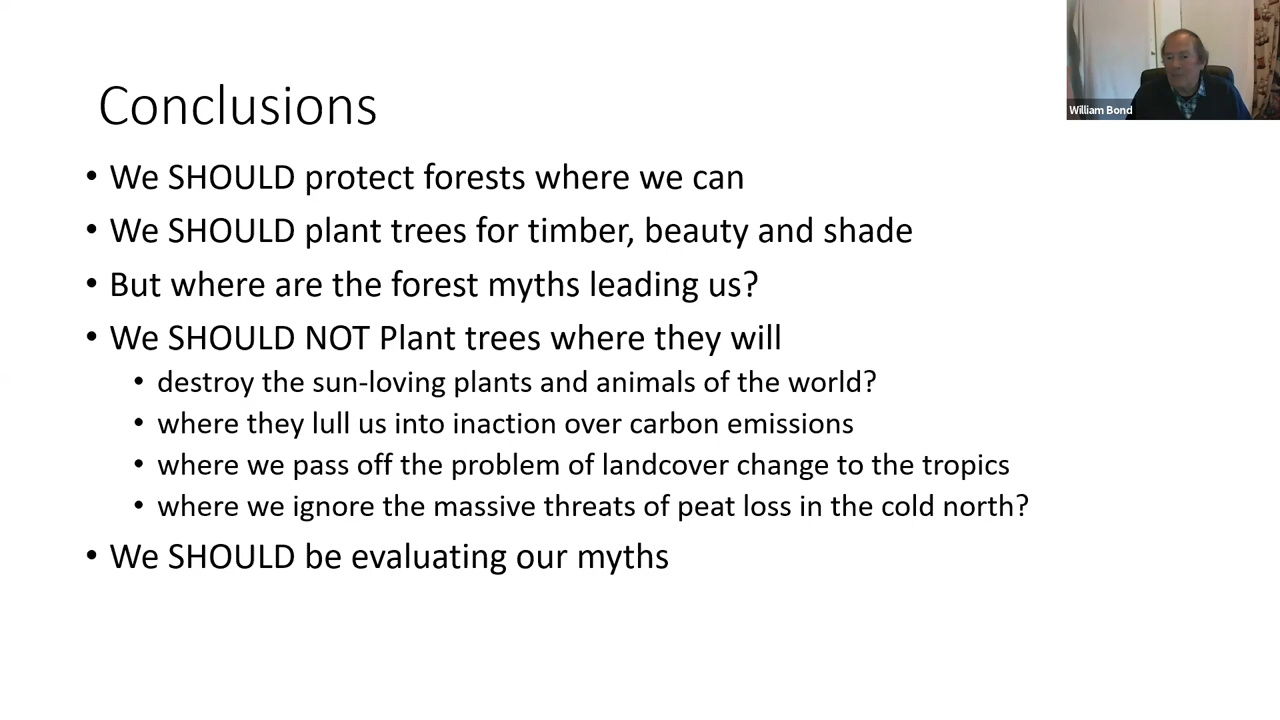 William Bond
Conclusions
• We SHOULD protect forests where we can
• We SHOULD plant trees for timber, beauty and shade
• But where are the forest myths leading us?
• We SHOULD NOT Plant trees where they will
• destroy the sun-loving plants and animals of the world?
• where they lull us into inaction over carbon emissions
• where we pass off the problem of landcover change to the tropics
• where we ignore the massive threats of peat loss in the cold north?
• We SHOULD be evaluating our myths